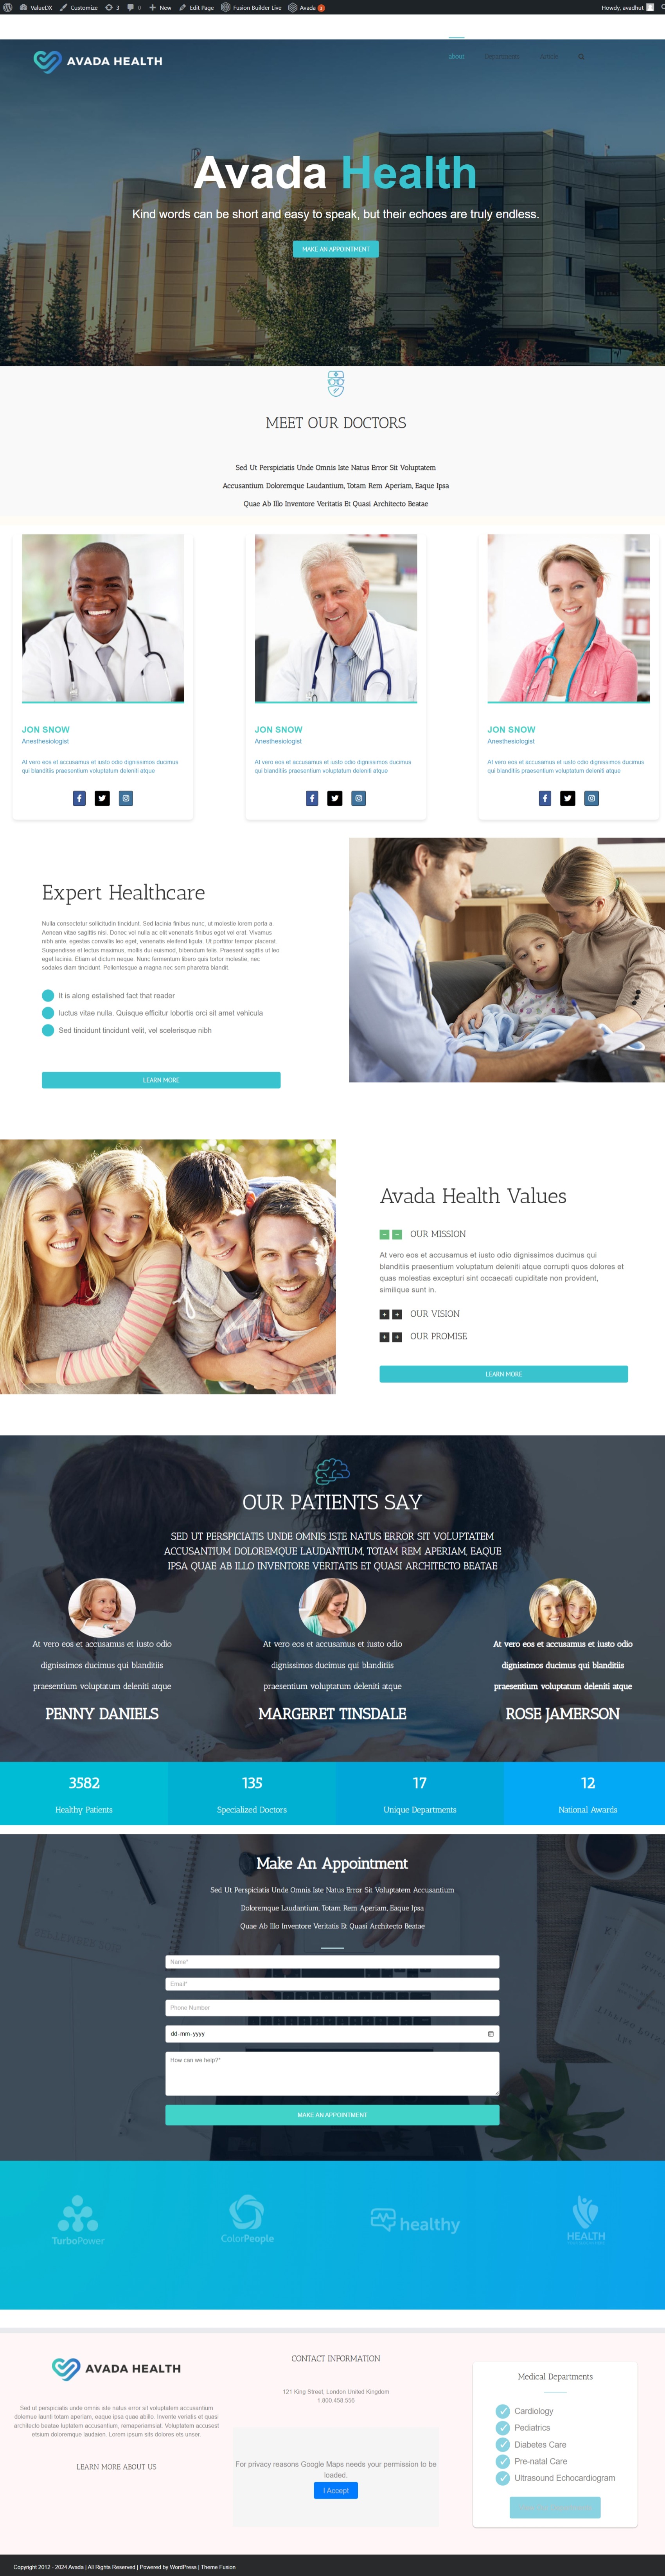 ValueDX Customize 3 0 New Edit Page Fusion Builder Live Avada 1 Howdy, avadhut
AVADA HEALTH
about Departments
Avada Health
Kind words can be short and easy to speak, but their echoes are truly endless.
MAKE AN APPOINTMENT
MEET OUR DOCTORS
Sed Ut Perspiciatis Unde Omnis Iste Natus Error Sit Voluptatem
Accusantium Doloremque Laudantium, Totam Rem Aperiam, Eaque Ipsa
Quae Ab Illo Inventore Veritatis Et Quasi Architecto Beatae
JON SNOW
Anesthesiologist
At vero eos et accusamus et iusto odio dignissimos ducimus
qui blanditiis praesentium voluptatum deleniti atque
JON SNOW
Anesthesiologist
At vero eos et accusamus et iusto odio dignissimos ducimus
qui blanditiis praesentium voluptatum deleniti atque
JON SNOW
Anesthesiologist
At vero eos et accusamus et iusto odio dignissimos ducimus
qui blanditiis praesentium voluptatum deleniti atque
Expert Healthcare
Nulla consectetur sollicitudin tincidunt. Sed lacinia finibus nunc, ut molestie lorem porta a.
Aenean vitae sagittis nisi. Donec vel nulla ac elit venenatis finibus eget vel erat. Vivamus
nibh ante, egestas convallis leo eget, venenatis eleifend ligula. Ut porttitor tempor placerat.
Suspendisse et lectus maximus, mollis dui euismod, bibendum felis. Praesent sagittis ut leo
eget lacinia. Etiam et dictum neque. Nunc fermentum libero quis tortor molestie, nec
sodales diam tincidunt. Pellentesque a magna nec sem pharetra blandit.
It is along estalished fact that reader
luctus vitae nulla. Quisque efficitur lobortis orci sit amet vehicula
Sed tincidunt tincidunt velit, vel scelerisque nibh
LEARN MORE
Avada Health Values
OUR MISSION
At vero eos et accusamus et iusto odio dignissimos ducimus qui
blanditiis praesentium voluptatum deleniti atque corrupti quos dolores et
quas molestias excepturi sint occaecati cupiditate non provident,
similique sunt in.
OUR VISION
OUR PROMISE
LEARN MORE
OUR PATIENTS SAY
SED UT PERSPICIATIS UNDE OMNIS ISTE NATUS ERROR SIT VOLUPTATEM
ACCUSANTIUM DOLOREMQUE LAUDANTIUM, TOTAM REM APERIAM, EAQUE
IPSA QUAE AB ILLO INVENTORE VERITATIS ET QUASI ARCHITECTO BEATAE
At vero eos et accusamus et iusto odio
dignissimos ducimus qui blanditiis
praesentium voluptatum deleniti atque
PENNY DANIELS
At vero eos et accusamus et iusto odio
dignissimos ducimus qui blanditiis
praesentium voluptatum deleniti atque
MARGERET TINSDALE
At vero eos et accusamus et iusto odio
dignissimos ducimus qui blanditiis
praesentium voluptatum deleniti atque
ROSE JAMERSON
3582
Healthy Patients
135
Specialized Doctors
17
Unique Departments
12
National Awards
Make An Appointment
Sed Ut Perspiciatis Unde Omnis Iste Natus Error Sit Voluptatem Accusantium
Doloremque Laudantium, Totam Rem Aperiam, Eaque Ipsa
Quae Ab Illo Inventore Veritatis Et Quasi Architecto Beatae
Name*
Email*
Phone Number
dd.mm.yyyy
How can we help?*
MAKE AN APPOINTMENT
TurboPower
ColorPeople
healthy
HEALTH
AVADA HEALTH
Sed ut perspiciatis unde omnis iste natus error sit voluptatem accusantium
dolemque launti totam aperiam, eaque ipsa quae abillo. Invente veriatis et quasi
architecto beatae luptatem accusantium, remaperiamsiat. Voluptatem accusest
etisium doloremque laudaten. Lorem ipsum sits dolores ets unser.
LEARN MORE ABOUT US
CONTACT INFORMATION
121 King Street, London United Kingdom
1.800.458.556
For privacy reasons Google Maps needs your permission to be
loaded.
I Accept
Medical Departments
Cardiology
Pediatrics
Diabetes Care
Pre-natal Care
Ultrasound Echocardiogram
Copyright 2012 - 2024 Avada | All Rights Reserved | Powered by WordPress | Theme Fusion